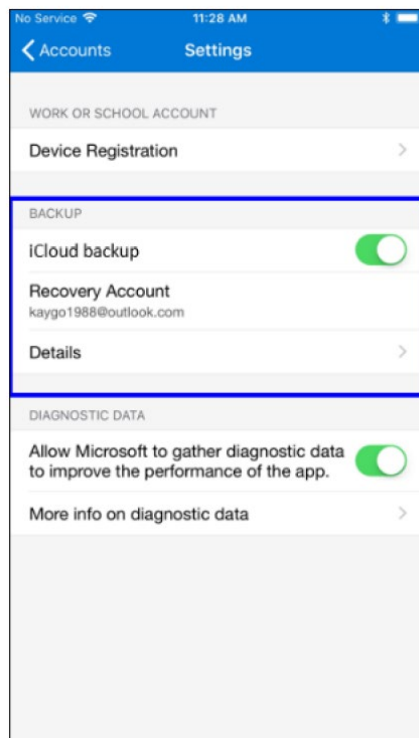 No Service 11:28 AM
Accounts Settings
WORK OR SCHOOL ACCOUNT
Device Registration
BACKUP
iCloud backup
Recovery Account
kaygo1988@outlook.com
Details
DIAGNOSTIC DATA
Allow Microsoft to gather diagnostic data
to improve the performance of the app.
More info on diagnostic data